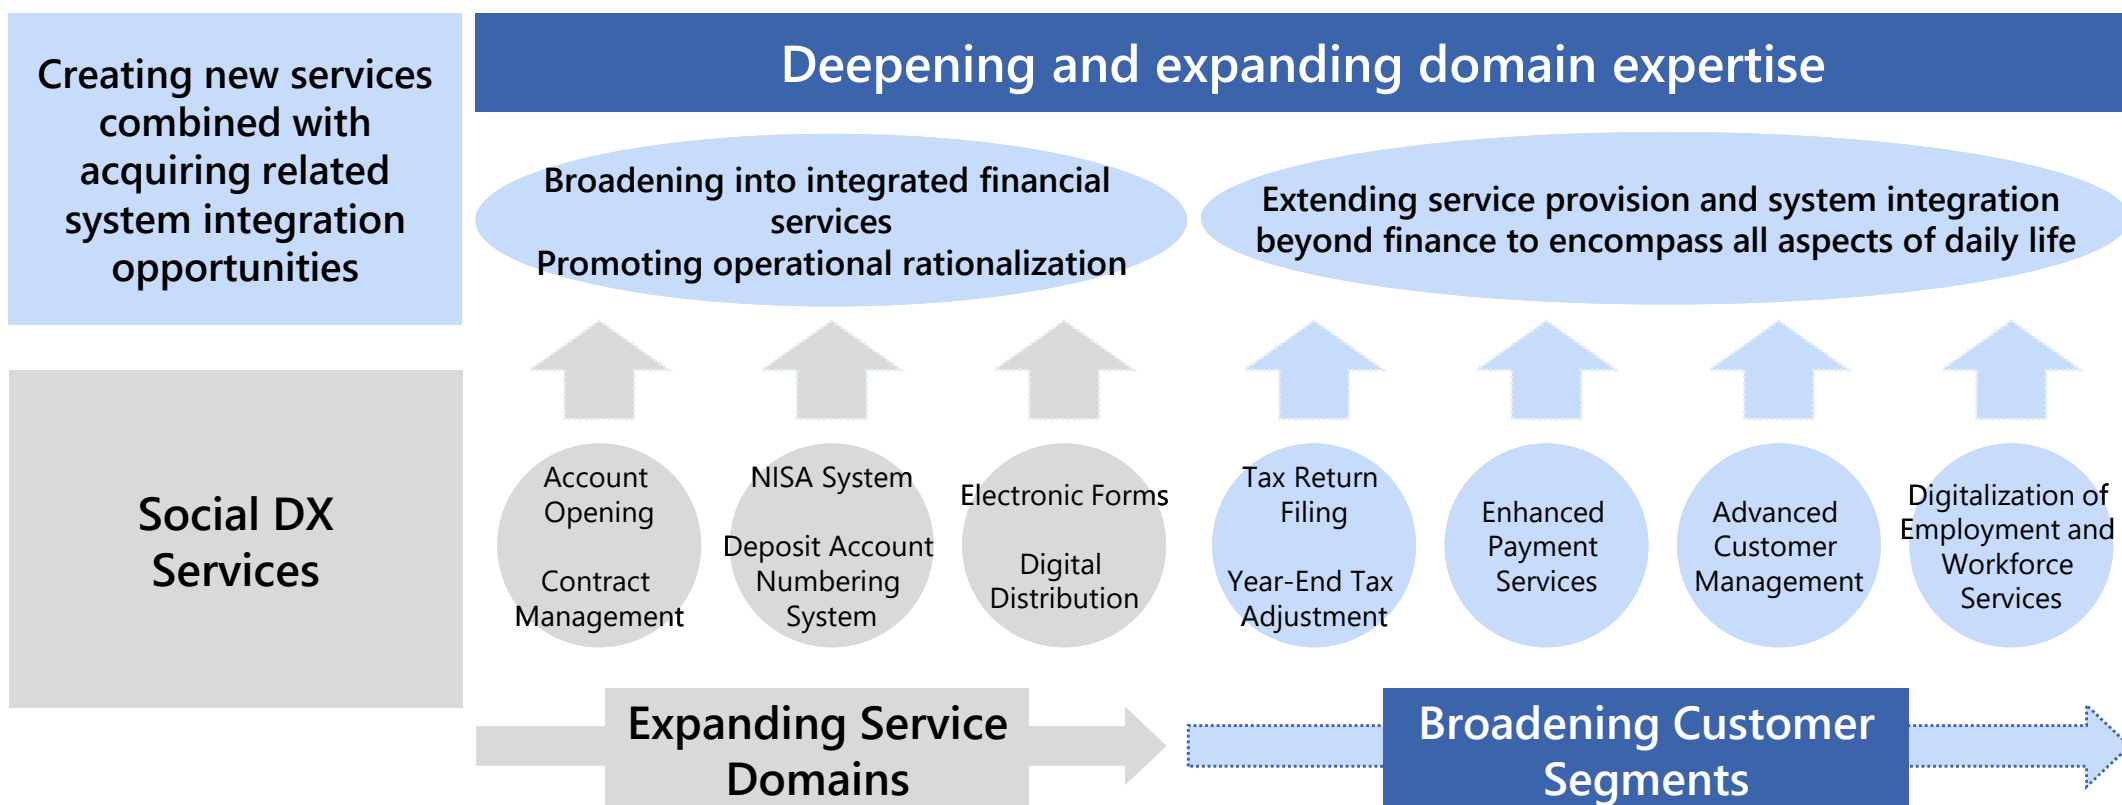 Creating new services
combined with
acquiring related
system integration
opportunities
Deepening and expanding domain expertise
Broadening into integrated financial
services
Promoting operational rationalization
Extending service provision and system integration
beyond finance to encompass all aspects of daily life
Social DX
Services
Account
Opening
Contract
Management
NISA System
Deposit Account
Numbering
System
Electronic Forms
Digital
Distribution
Tax Return
Filing
Year-End Tax
Adjustment
Enhanced
Payment
Services
Advanced
Customer
Management
Digitalization of
Employment and
Workforce
Services
Expanding Service
Domains
Broadening Customer
Segments